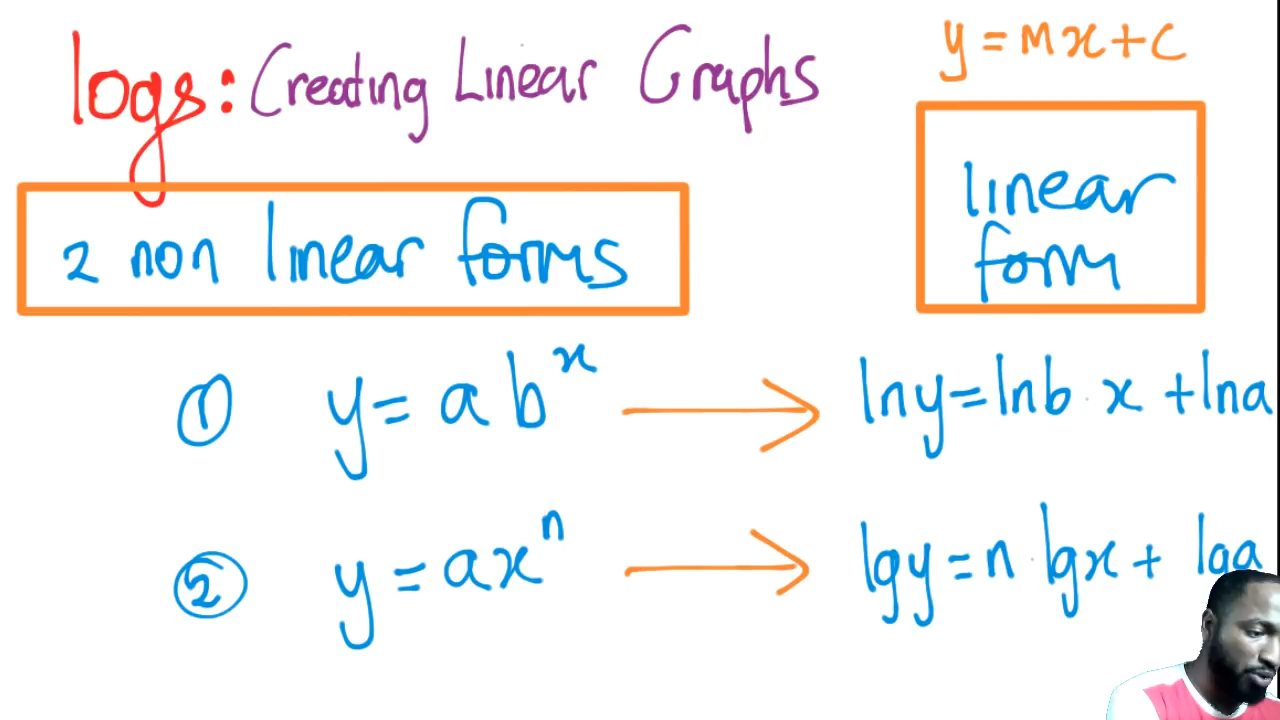 logs: Creating Linear Graphs
y = mx + c
2 non linear forms
linear
form
① y = ab^x → lny = lnb · x + lna
② y = ax^n → lgy = n · lgx + lga